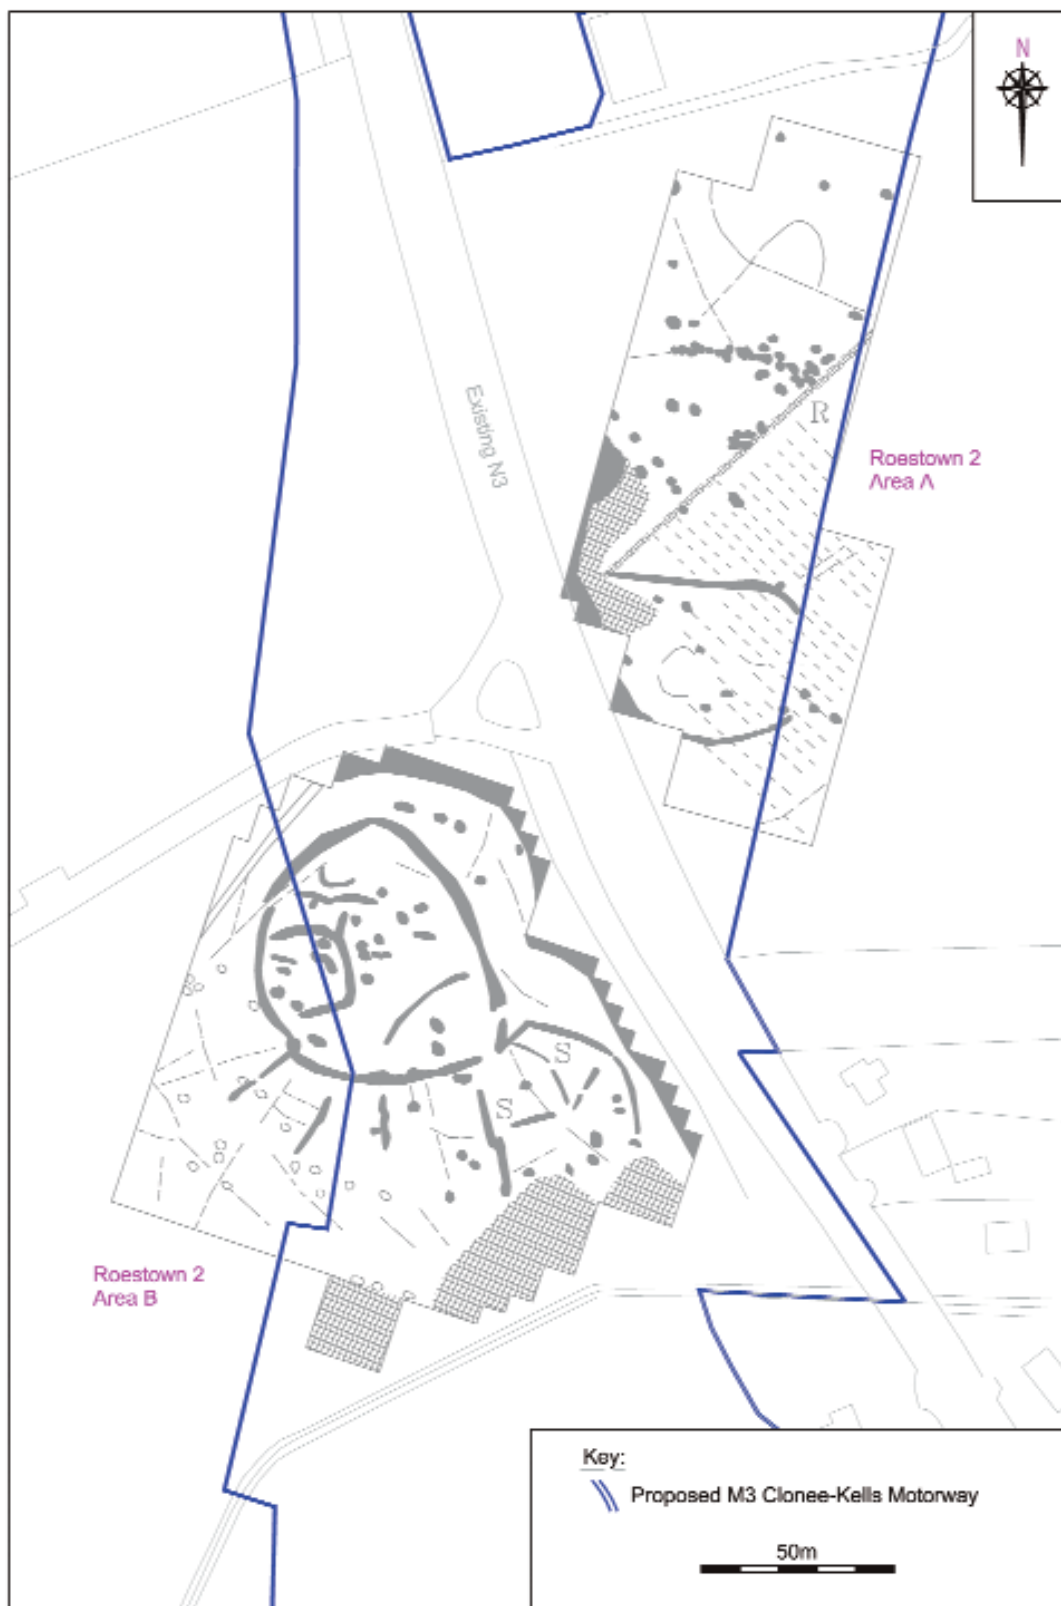 N
Existing N3
R
Roestown 2
Area A
S
S
Roestown 2
Area B
Key:
Proposed M3 Clonee-Kells Motorway
50m